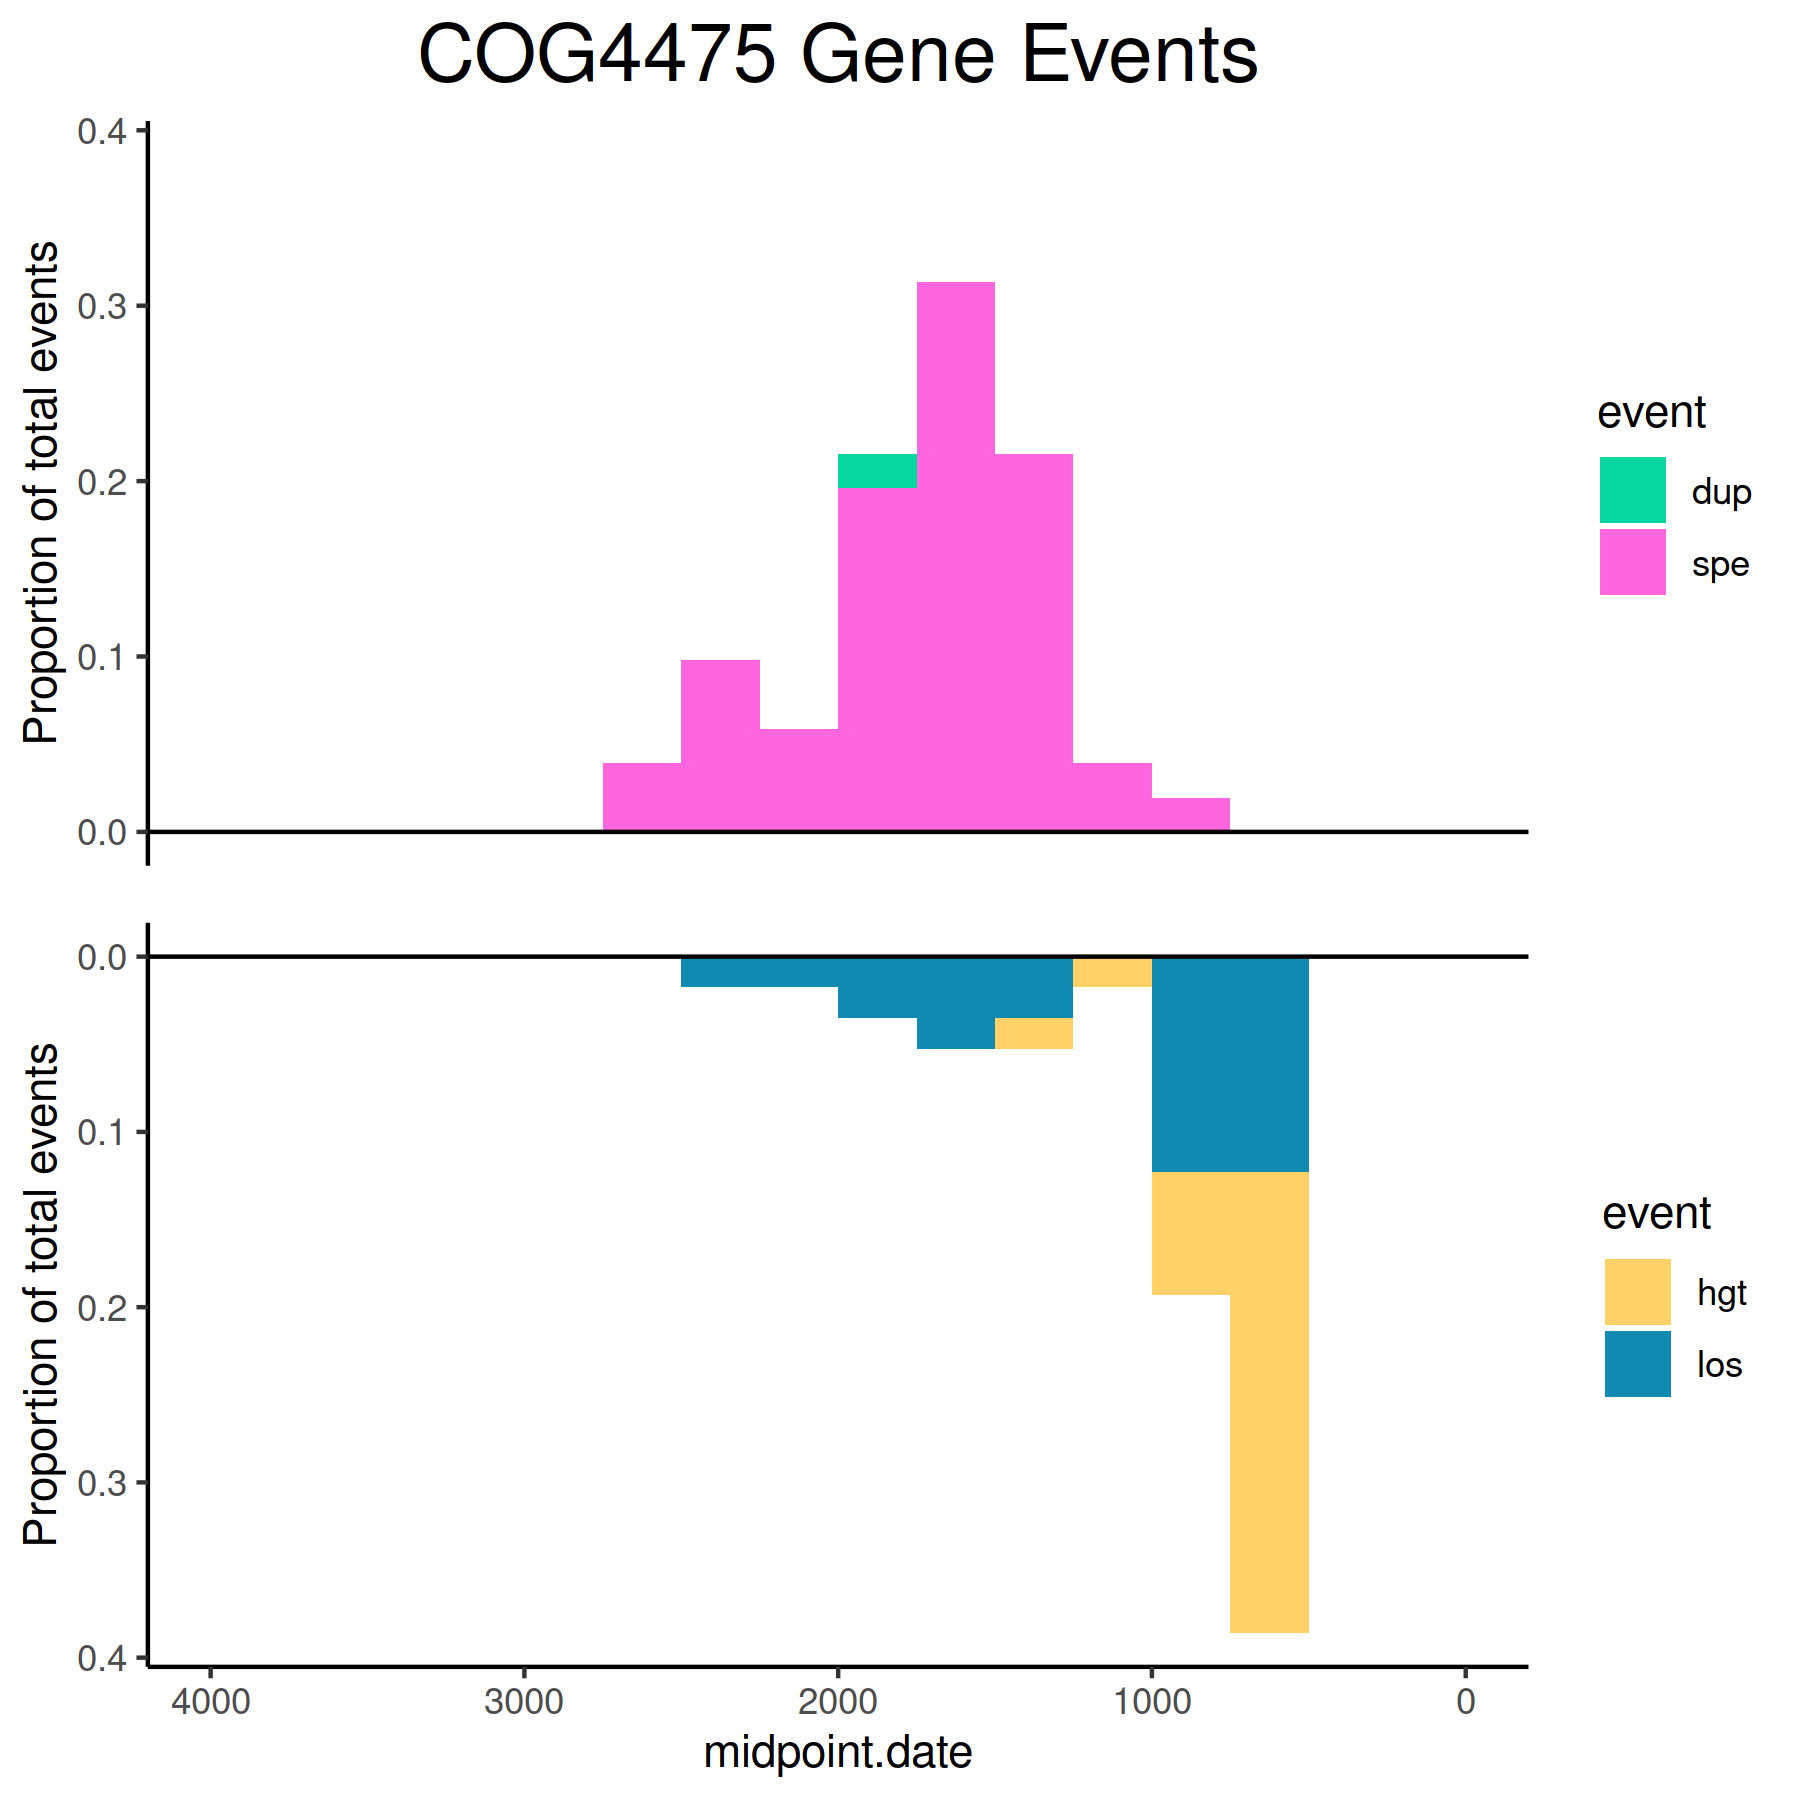 COG4475 Gene Events
Proportion of total events
0.4
0.3
0.2
0.1
0.0
event
dup
spe
Proportion of total events
0.0
0.1
0.2
0.3
0.4
event
hgt
los
4000 3000 2000 1000 0
midpoint.date